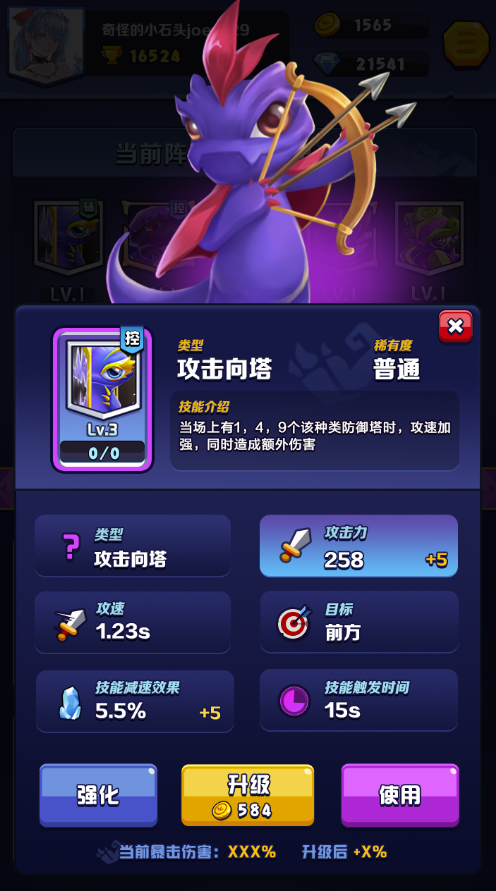 奇怪的小石头joe
29
1565
16524
21541
当前阵
辅
控
LV.1
LV.1
控
Lv.3
0/0
类型
攻击向塔
稀有度
普通
技能介绍
当场上有1，4，9个该种类防御塔时，攻速加
强，同时造成额外伤害
类型
攻击向塔
攻击力
258
+5
攻速
1.23s
目标
前方
技能减速效果
5.5%
+5
技能触发时间
15s
强化
升级
584
使用
当前暴击伤害：XXX% 升级后 +X%